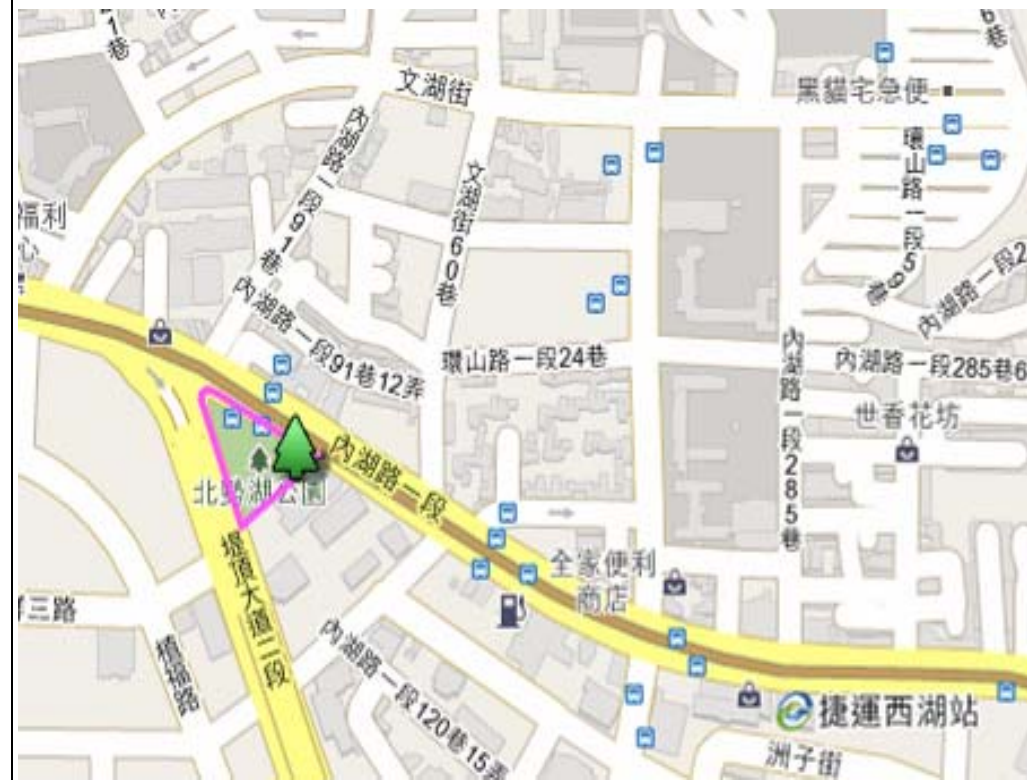 1巷
文湖街
6巷
黑貓宅急便
內湖路一段91巷
文湖街60巷
環山路一段59巷
福利
心
內湖路一段2
內湖路一段91巷12弄
環山路一段24巷
內湖路一段285巷
內湖路一段285巷6
世香花坊
內湖路一段
北勢湖公園
堤頂大道二段
全家便利
商店
三路
植福路
內湖路一段120巷15弄
捷運西湖站
洲子街